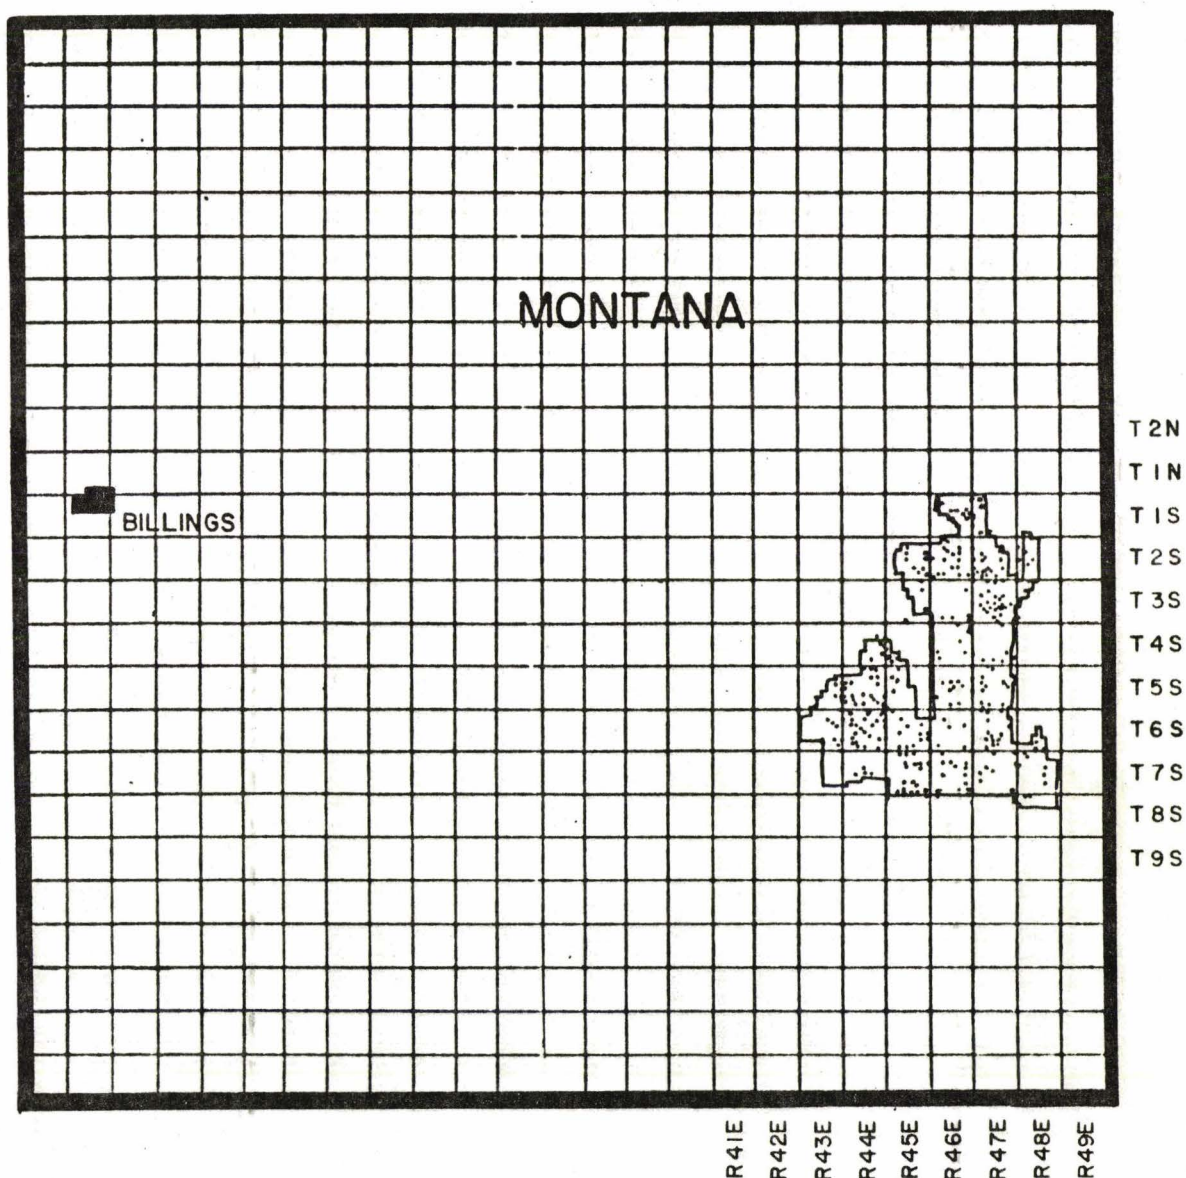 MONTANA
T2N
T1N
BILLINGS
T1S
T2S
T3S
T4S
T5S
T6S
T7S
T8S
T9S
R41E
R42E
R43E
R44E
R45E
R46E
R47E
R48E
R49E